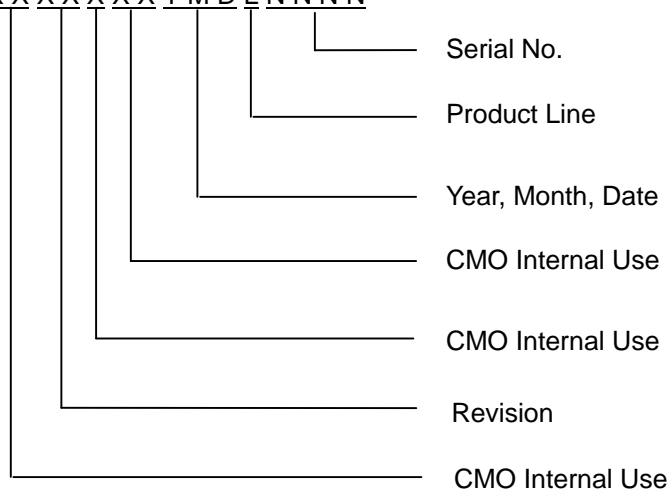 X X X X X X X Y M D L N N N N
Serial No.
Product Line
Year, Month, Date
CMO Internal Use
CMO Internal Use
Revision
CMO Internal Use